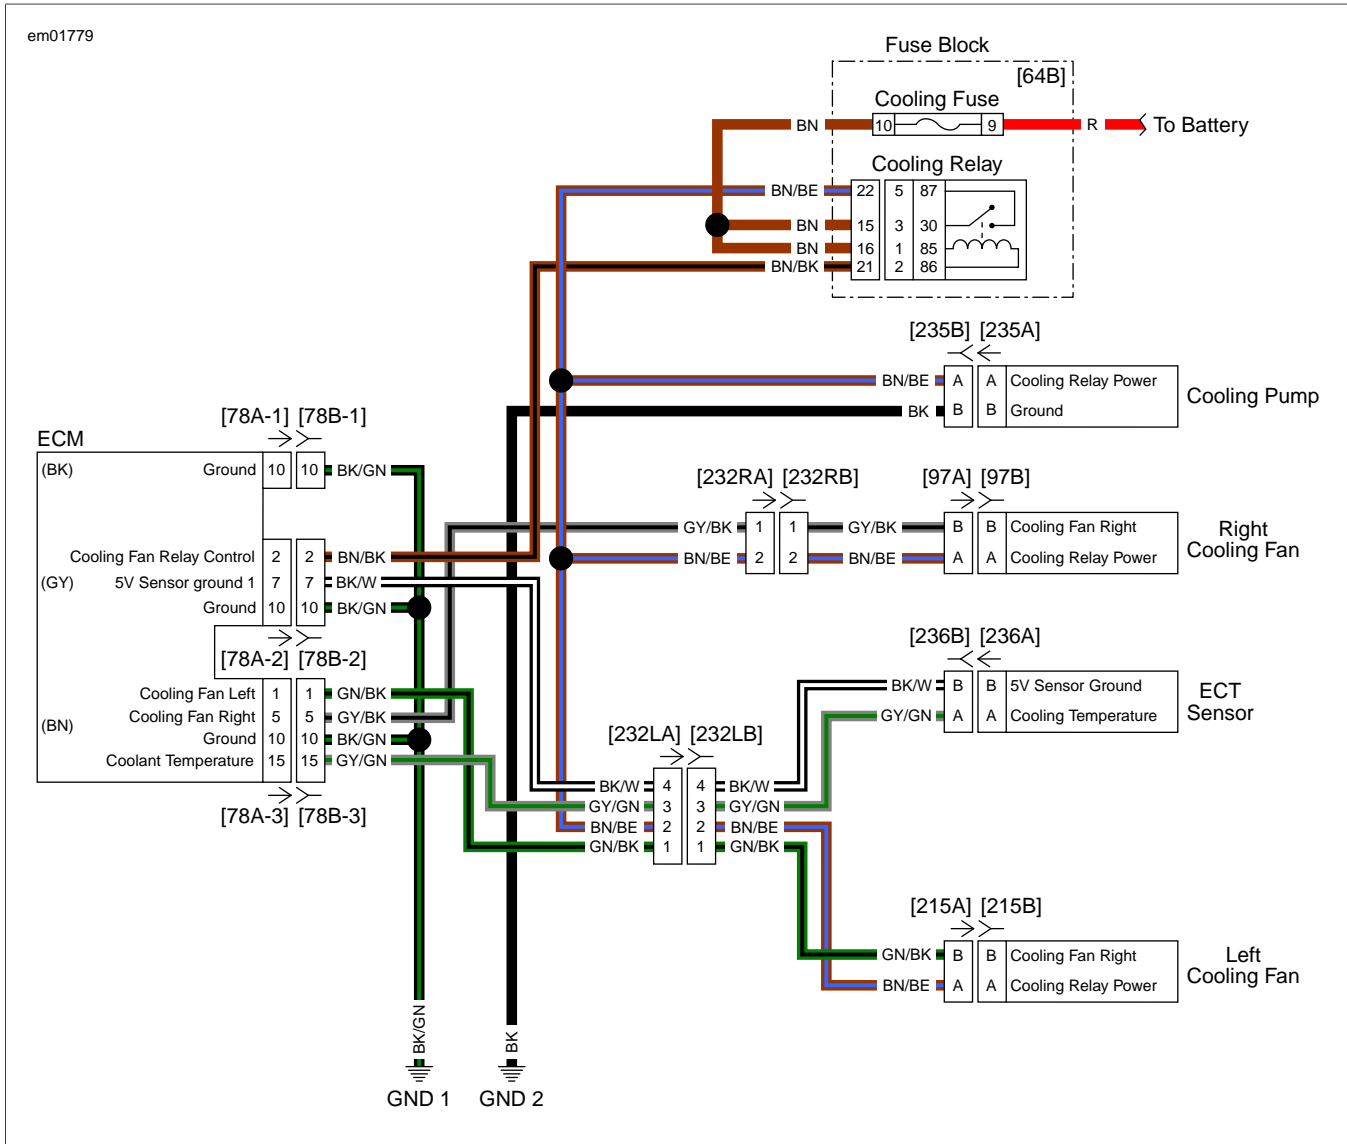 em01779
Fuse Block
[64B]
Cooling Fuse
BN 10 9 R To Battery
Cooling Relay
BN/BE 22 5 87
BN 15 3 30
BN 16 1 85
BN/BK 21 2 86
[235B] [235A]
BN/BE A A Cooling Relay Power
BK B B Ground
Cooling Pump
[78A-1] [78B-1]
ECM
(BK) Ground 10 10 BK/GN
[232RA] [232RB] [97A] [97B]
GY/BK 1 1 GY/BK B B Cooling Fan Right
BN/BE 2 2 BN/BE A A Cooling Relay Power
Right
Cooling Fan
Cooling Fan Relay Control 2 2 BN/BK
(GY) 5V Sensor ground 1 7 7 BK/W
Ground 10 10 BK/GN
[78A-2] [78B-2]
[236B] [236A]
BK/W B B 5V Sensor Ground
GY/GN A A Cooling Temperature
ECT
Sensor
Cooling Fan Left 1 1 GN/BK
(BN) Cooling Fan Right 5 5 GY/BK
Ground 10 10 BK/GN
Coolant Temperature 15 15 GY/GN
[78A-3] [78B-3]
[232LA] [232LB]
BK/W 4 4 BK/W
GY/GN 3 3 GY/GN
BN/BE 2 2 BN/BE
GN/BK 1 1 GN/BK
[215A] [215B]
GN/BK B B Cooling Fan Right
BN/BE A A Cooling Relay Power
Left
Cooling Fan
BK/GN
BK
GND 1
GND 2